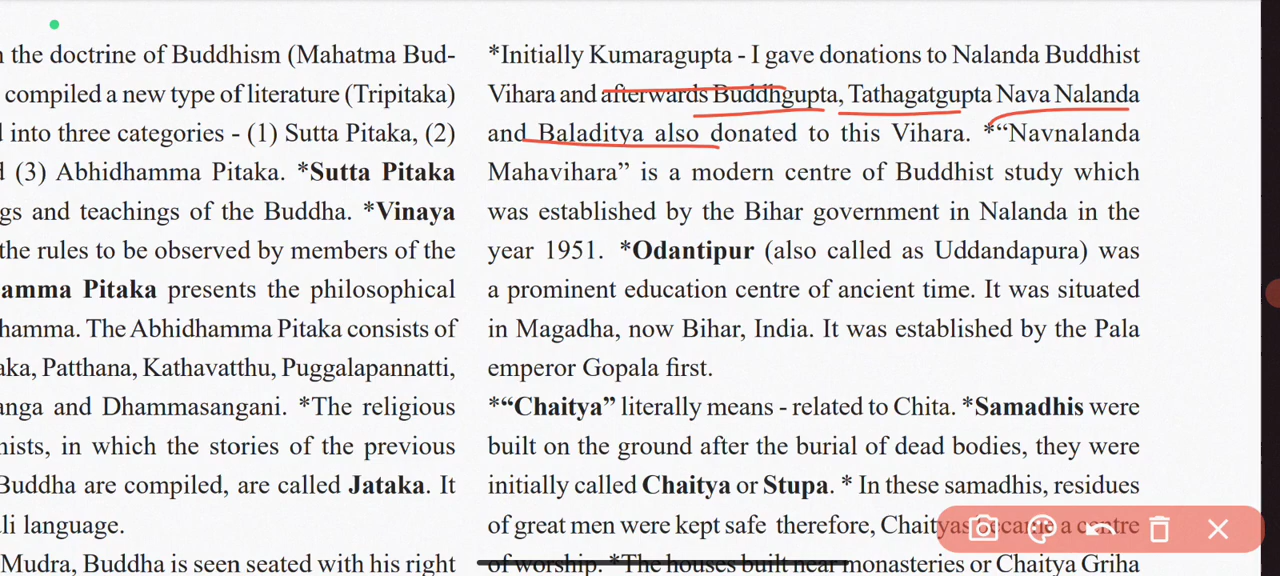 n the doctrine of Buddhism (Mahatma Bud-
compiled a new type of literature (Tripitaka)
into three categories - (1) Sutta Pitaka, (2)
(3) Abhidhamma Pitaka. *Sutta Pitaka
gs and teachings of the Buddha. *Vinaya
the rules to be observed by members of the
amma Pitaka presents the philosophical
hamma. The Abhidhamma Pitaka consists of
aka, Patthana, Kathavatthu, Puggalapannatti,
anga and Dhammasangani. *The religious
nists, in which the stories of the previous
Buddha are compiled, are called Jataka. It
li language.
Mudra, Buddha is seen seated with his right
*Initially Kumaragupta - I gave donations to Nalanda Buddhist
Vihara and afterwards Buddhgupta, Tathagatgupta Nava Nalanda
and Baladitya also donated to this Vihara. *“Navnalanda
Mahavihara” is a modern centre of Buddhist study which
was established by the Bihar government in Nalanda in the
year 1951. *Odantipur (also called as Uddandapura) was
a prominent education centre of ancient time. It was situated
in Magadha, now Bihar, India. It was established by the Pala
emperor Gopala first.
*“Chaitya” literally means - related to Chita. *Samadhis were
built on the ground after the burial of dead bodies, they were
initially called Chaitya or Stupa. * In these samadhis, residues
of great men were kept safe therefore, Chaityas became a centre
of worship. *The houses built near monasteries or Chaitya Griha